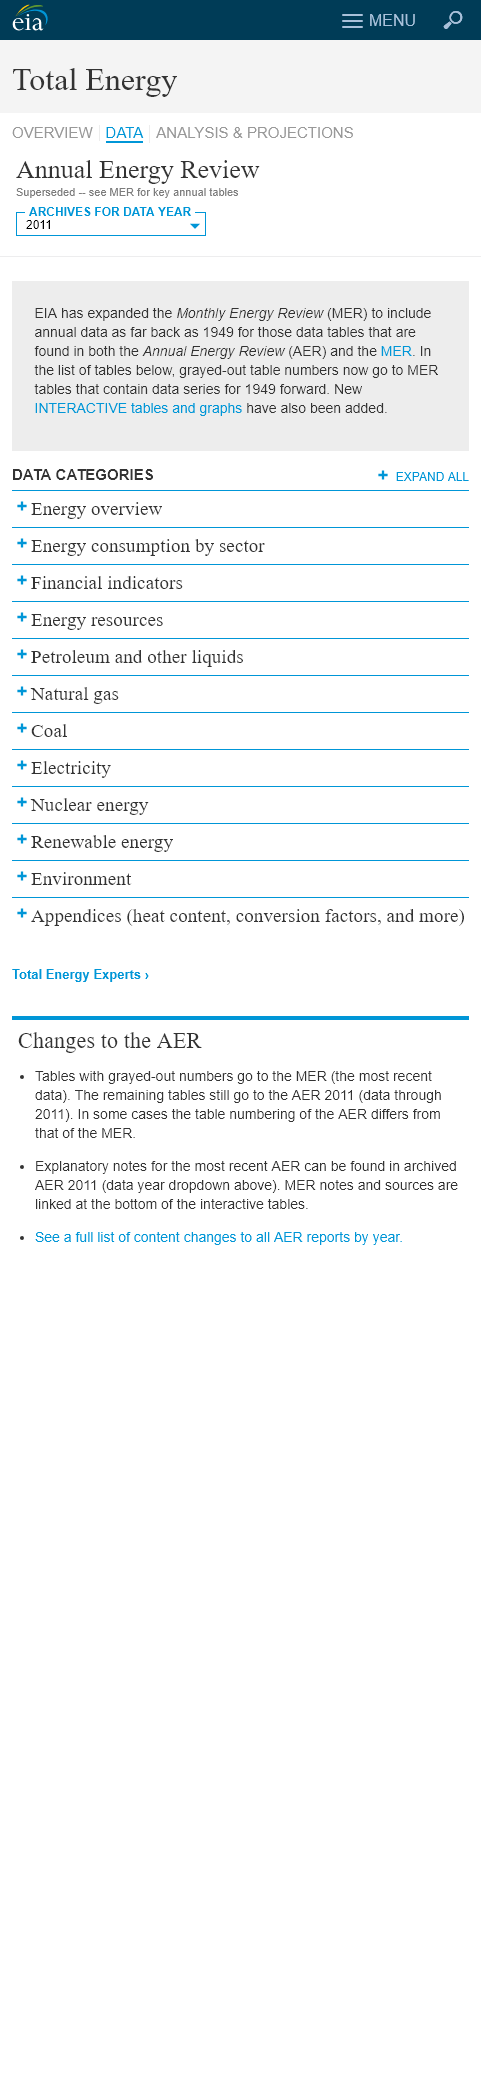 eia
MENU
Total Energy
OVERVIEW
DATA
ANALYSIS & PROJECTIONS
Annual Energy Review
Superseded -- see MER for key annual tables
ARCHIVES FOR DATA YEAR
2011
EIA has expanded the Monthly Energy Review (MER) to include
annual data as far back as 1949 for those data tables that are
found in both the Annual Energy Review (AER) and the MER. In
the list of tables below, grayed-out table numbers now go to MER
tables that contain data series for 1949 forward. New
INTERACTIVE tables and graphs have also been added.
DATA CATEGORIES
+ EXPAND ALL
+ Energy overview
+ Energy consumption by sector
+ Financial indicators
+ Energy resources
+ Petroleum and other liquids
+ Natural gas
+ Coal
+ Electricity
+ Nuclear energy
+ Renewable energy
+ Environment
+ Appendices (heat content, conversion factors, and more)
Total Energy Experts ›
Changes to the AER
• Tables with grayed-out numbers go to the MER (the most recent
data). The remaining tables still go to the AER 2011 (data through
2011). In some cases the table numbering of the AER differs from
that of the MER.
• Explanatory notes for the most recent AER can be found in archived
AER 2011 (data year dropdown above). MER notes and sources are
linked at the bottom of the interactive tables.
• See a full list of content changes to all AER reports by year.